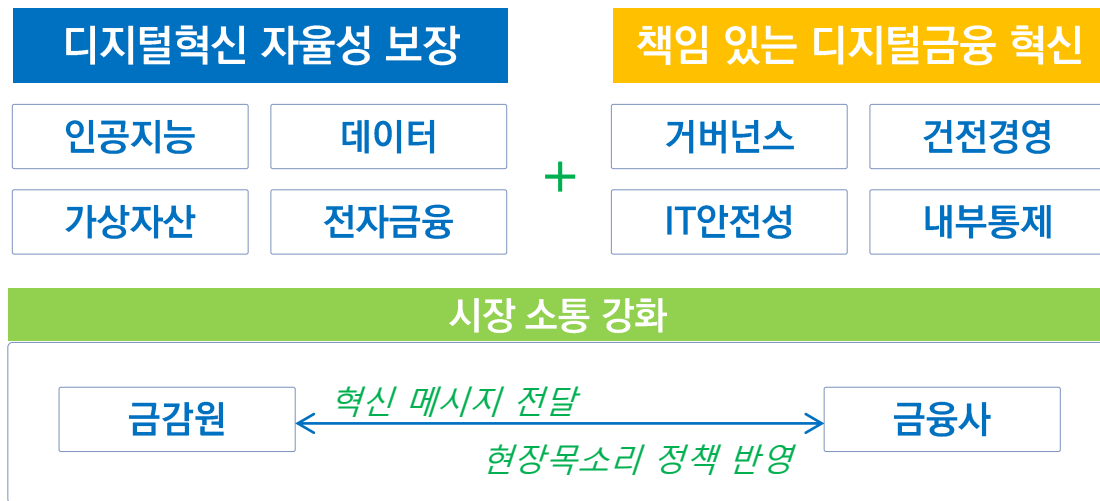 디지털혁신 자율성 보장
책임 있는 디지털금융 혁신
인공지능
데이터
가상자산
전자금융
+
거버넌스
건전경영
IT안전성
내부통제
시장 소통 강화
금감원
혁신 메시지 전달
현장목소리 정책 반영
금융사